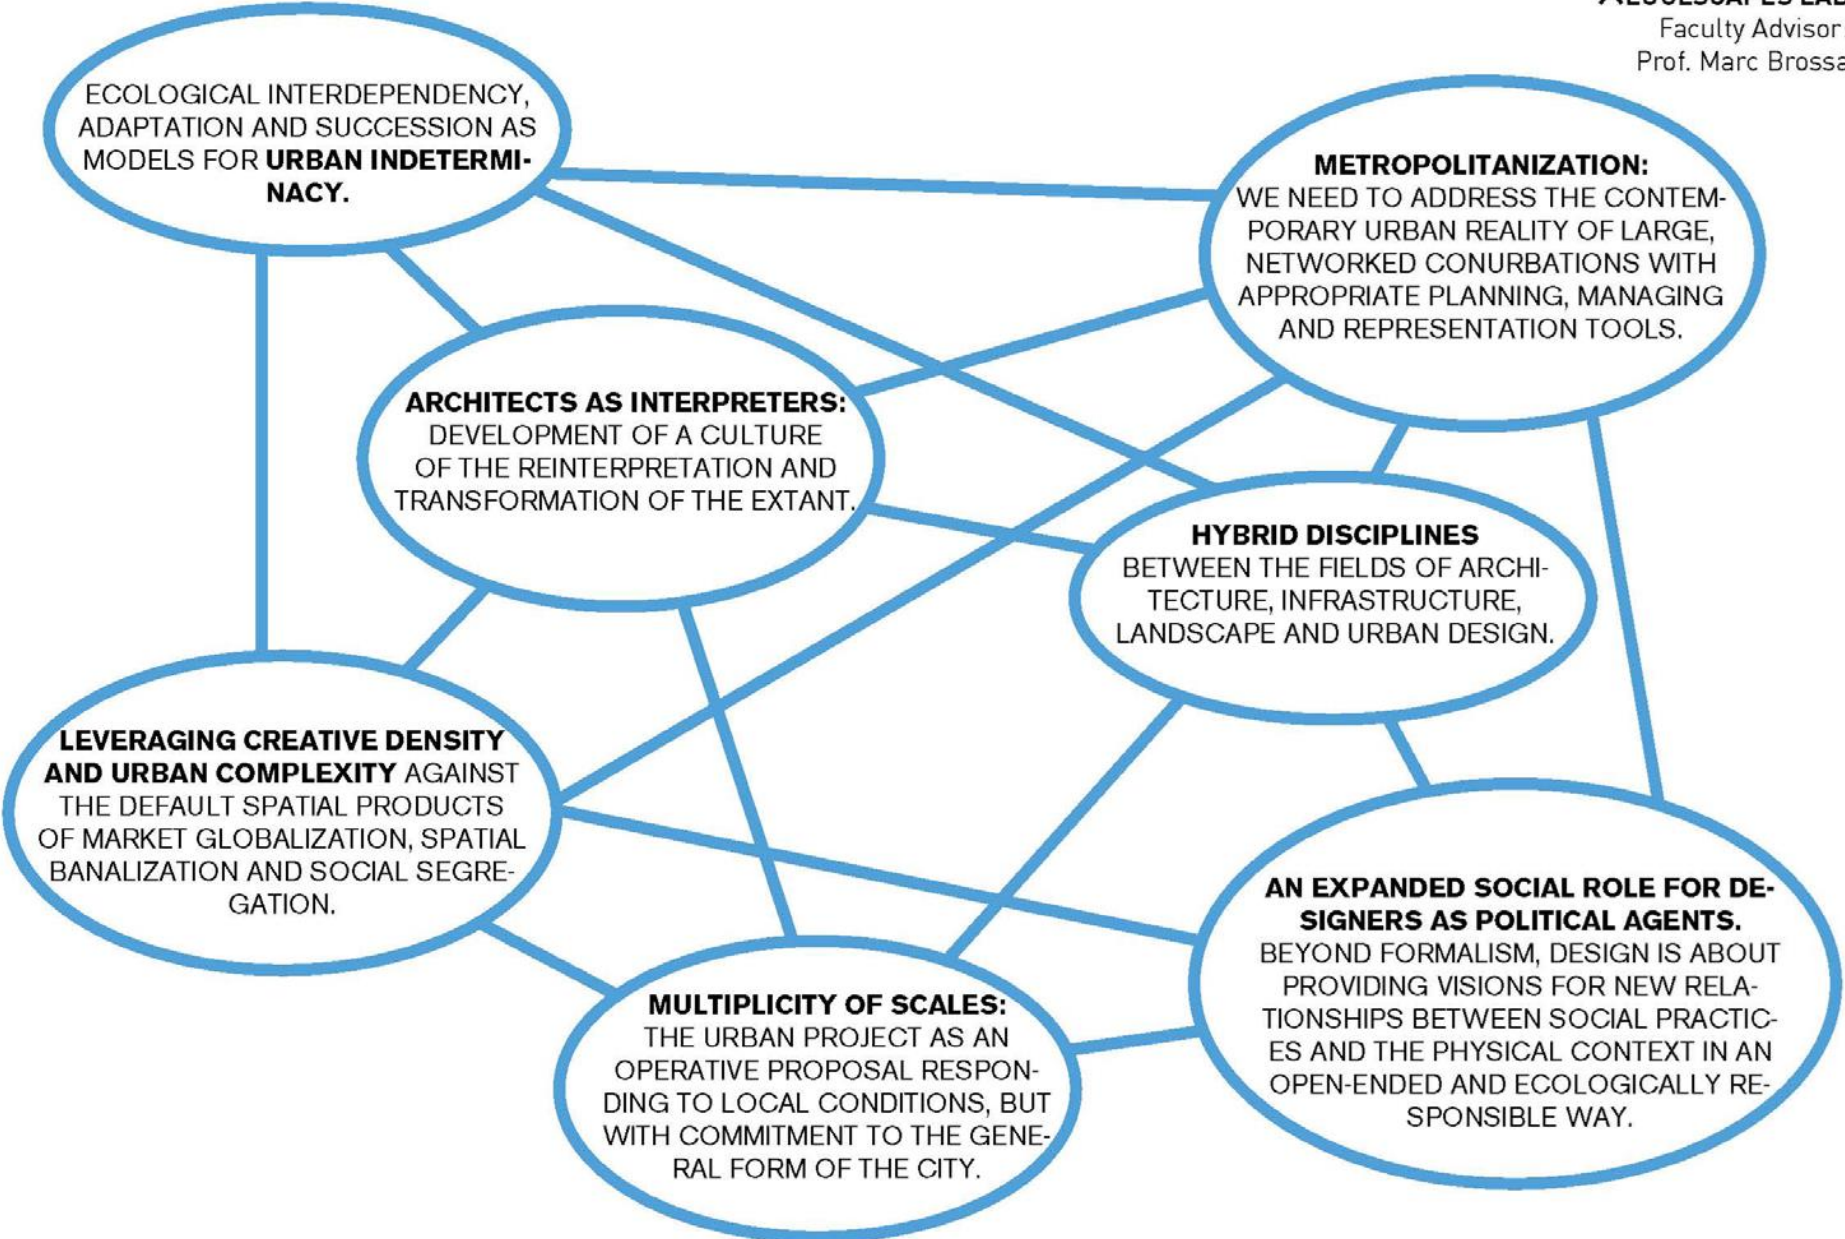 Faculty Advisor
Prof. Marc Brossa
ECOLOGICAL INTERDEPENDENCY,
ADAPTATION AND SUCCESSION AS
MODELS FOR URBAN INDETERMI-
NACY.
METROPOLITANIZATION:
WE NEED TO ADDRESS THE CONTEM-
PORARY URBAN REALITY OF LARGE,
NETWORKED CONURBATIONS WITH
APPROPRIATE PLANNING, MANAGING
AND REPRESENTATION TOOLS.
ARCHITECTS AS INTERPRETERS:
DEVELOPMENT OF A CULTURE
OF THE REINTERPRETATION AND
TRANSFORMATION OF THE EXTANT.
HYBRID DISCIPLINES
BETWEEN THE FIELDS OF ARCHI-
TECTURE, INFRASTRUCTURE,
LANDSCAPE AND URBAN DESIGN.
LEVERAGING CREATIVE DENSITY
AND URBAN COMPLEXITY AGAINST
THE DEFAULT SPATIAL PRODUCTS
OF MARKET GLOBALIZATION, SPATIAL
BANALIZATION AND SOCIAL SEGRE-
GATION.
AN EXPANDED SOCIAL ROLE FOR DE-
SIGNERS AS POLITICAL AGENTS.
BEYOND FORMALISM, DESIGN IS ABOUT
PROVIDING VISIONS FOR NEW RELA-
TIONSHIPS BETWEEN SOCIAL PRACTIC-
ES AND THE PHYSICAL CONTEXT IN AN
OPEN-ENDED AND ECOLOGICALLY RE-
SPONSIBLE WAY.
MULTIPLICITY OF SCALES:
THE URBAN PROJECT AS AN
OPERATIVE PROPOSAL RESPON-
DING TO LOCAL CONDITIONS, BUT
WITH COMMITMENT TO THE GENE-
RAL FORM OF THE CITY.